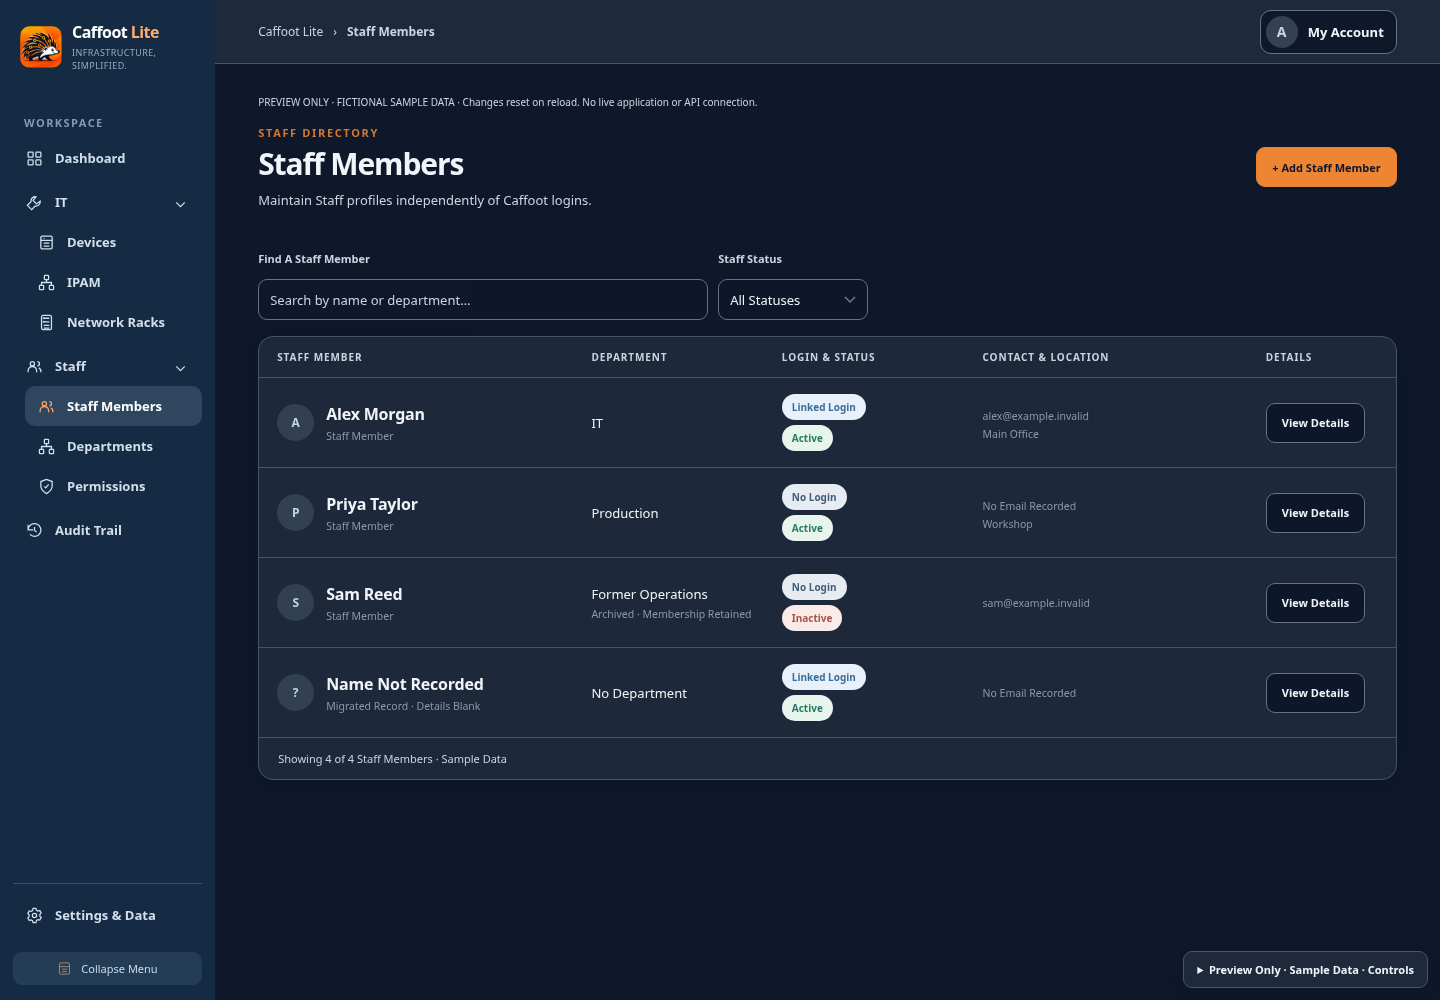 Caffoot Lite
INFRASTRUCTURE,
SIMPLIFIED.
WORKSPACE
Dashboard
IT
Devices
IPAM
Network Racks
Staff
Staff Members
Departments
Permissions
Audit Trail
Settings & Data
Collapse Menu
Caffoot Lite › Staff Members
A My Account
PREVIEW ONLY · FICTIONAL SAMPLE DATA · Changes reset on reload. No live application or API connection.
STAFF DIRECTORY
Staff Members
+ Add Staff Member
Maintain Staff profiles independently of Caffoot logins.
Find A Staff Member
Staff Status
Search by name or department...
All Statuses
STAFF MEMBER DEPARTMENT LOGIN & STATUS CONTACT & LOCATION DETAILS
A
Alex Morgan
Staff Member
IT
Linked Login
Active
alex@example.invalid
Main Office
View Details
P
Priya Taylor
Staff Member
Production
No Login
Active
No Email Recorded
Workshop
View Details
S
Sam Reed
Staff Member
Former Operations
Archived · Membership Retained
No Login
Inactive
sam@example.invalid
View Details
?
Name Not Recorded
Migrated Record · Details Blank
No Department
Linked Login
Active
No Email Recorded
View Details
Showing 4 of 4 Staff Members · Sample Data
Preview Only · Sample Data · Controls